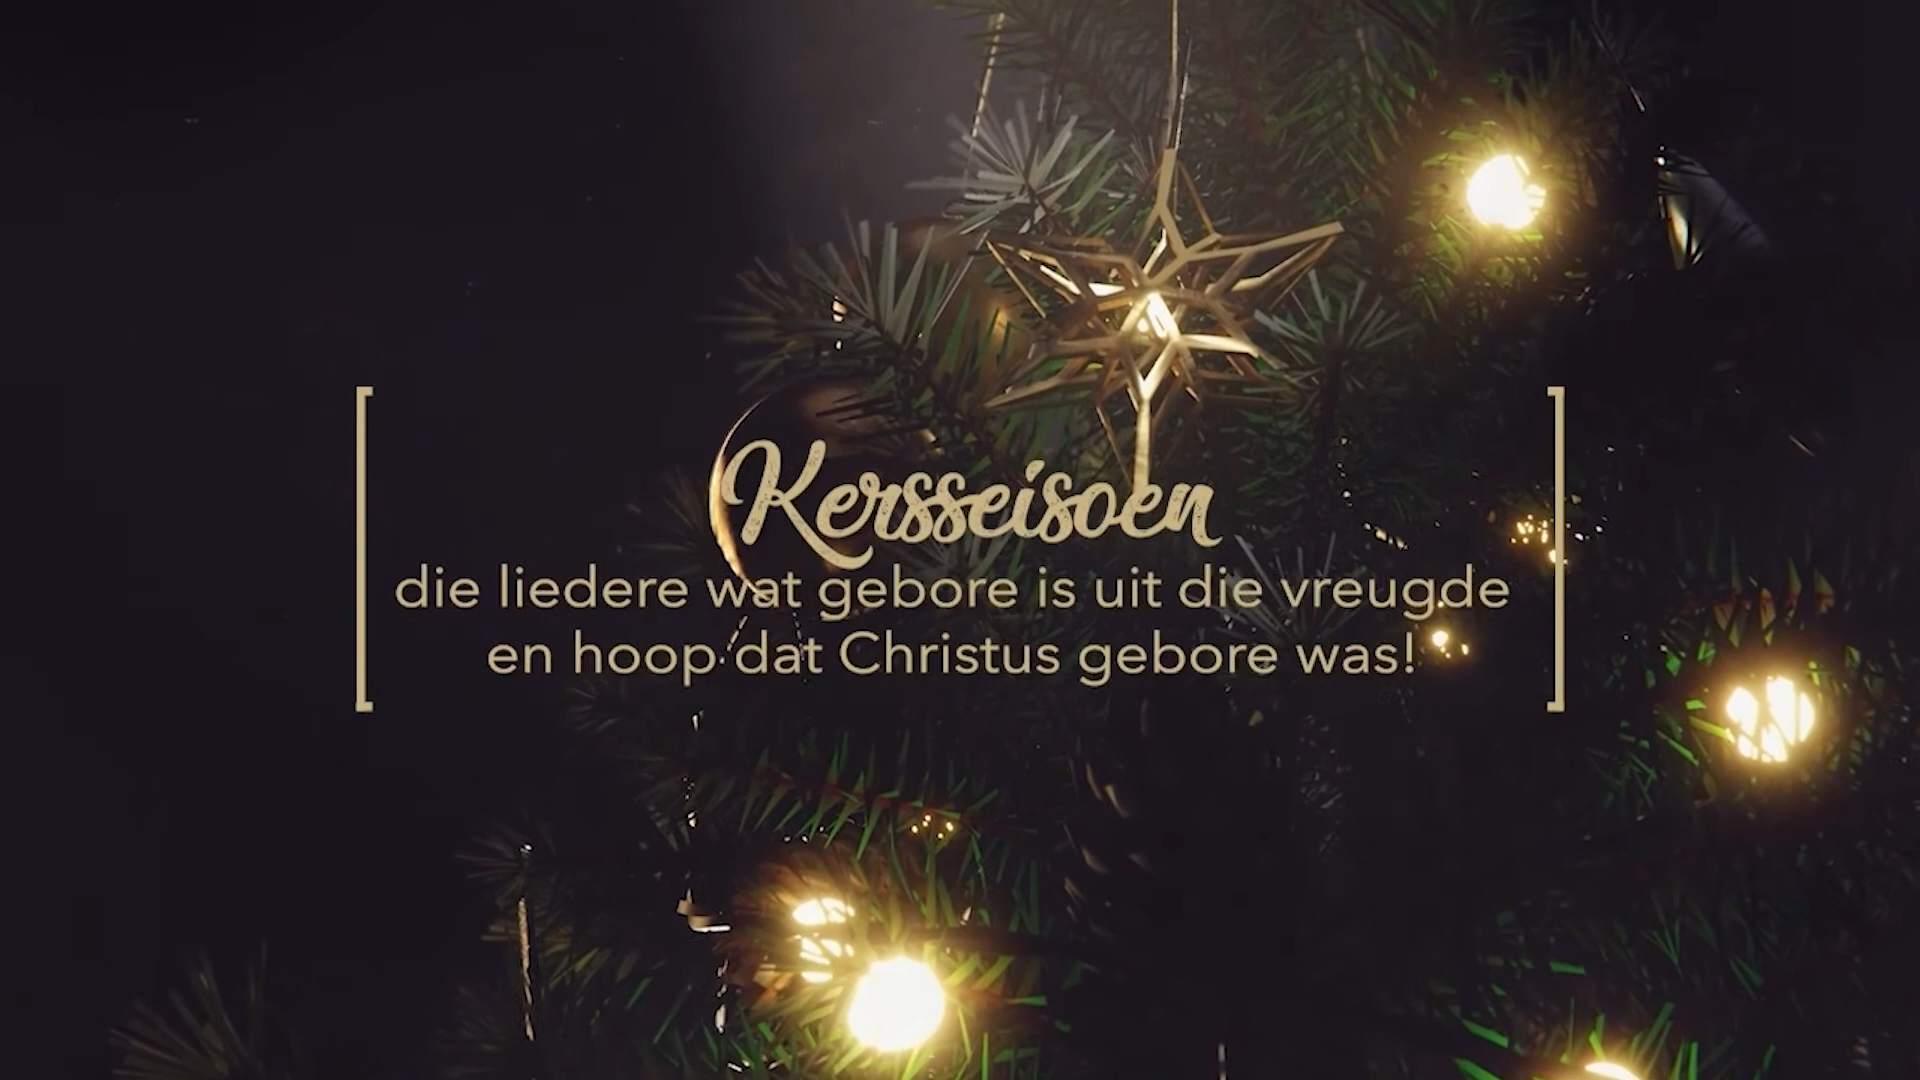 Kersseisoen
die liedere wat gebore is uit die vreugde
en hoop dat Christus gebore was!